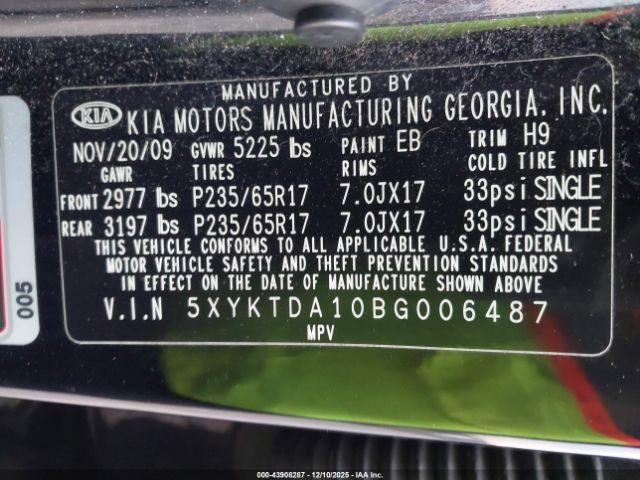 MANUFACTURED BY
KIA KIA MOTORS MANUFACTURING GEORGIA, INC.
NOV/20/09 GVWR 5225 lbs PAINT EB TRIM H9
GAWR TIRES RIMS COLD TIRE INFL
FRONT 2977 lbs P235/65R17 7.0JX17 33psi SINGLE
REAR 3197 lbs P235/65R17 7.0JX17 33psi SINGLE
THIS VEHICLE CONFORMS TO ALL APPLICABLE U.S.A. FEDERAL
MOTOR VEHICLE SAFETY AND THEFT PREVENTION STANDARDS
IN EFFECT ON THE DATE OF MANUFACTURE SHOWN ABOVE
V.I.N 5XYKTDA10BG006487
MPV
005
000-43908287 - 12/10/2025 - IAA Inc.